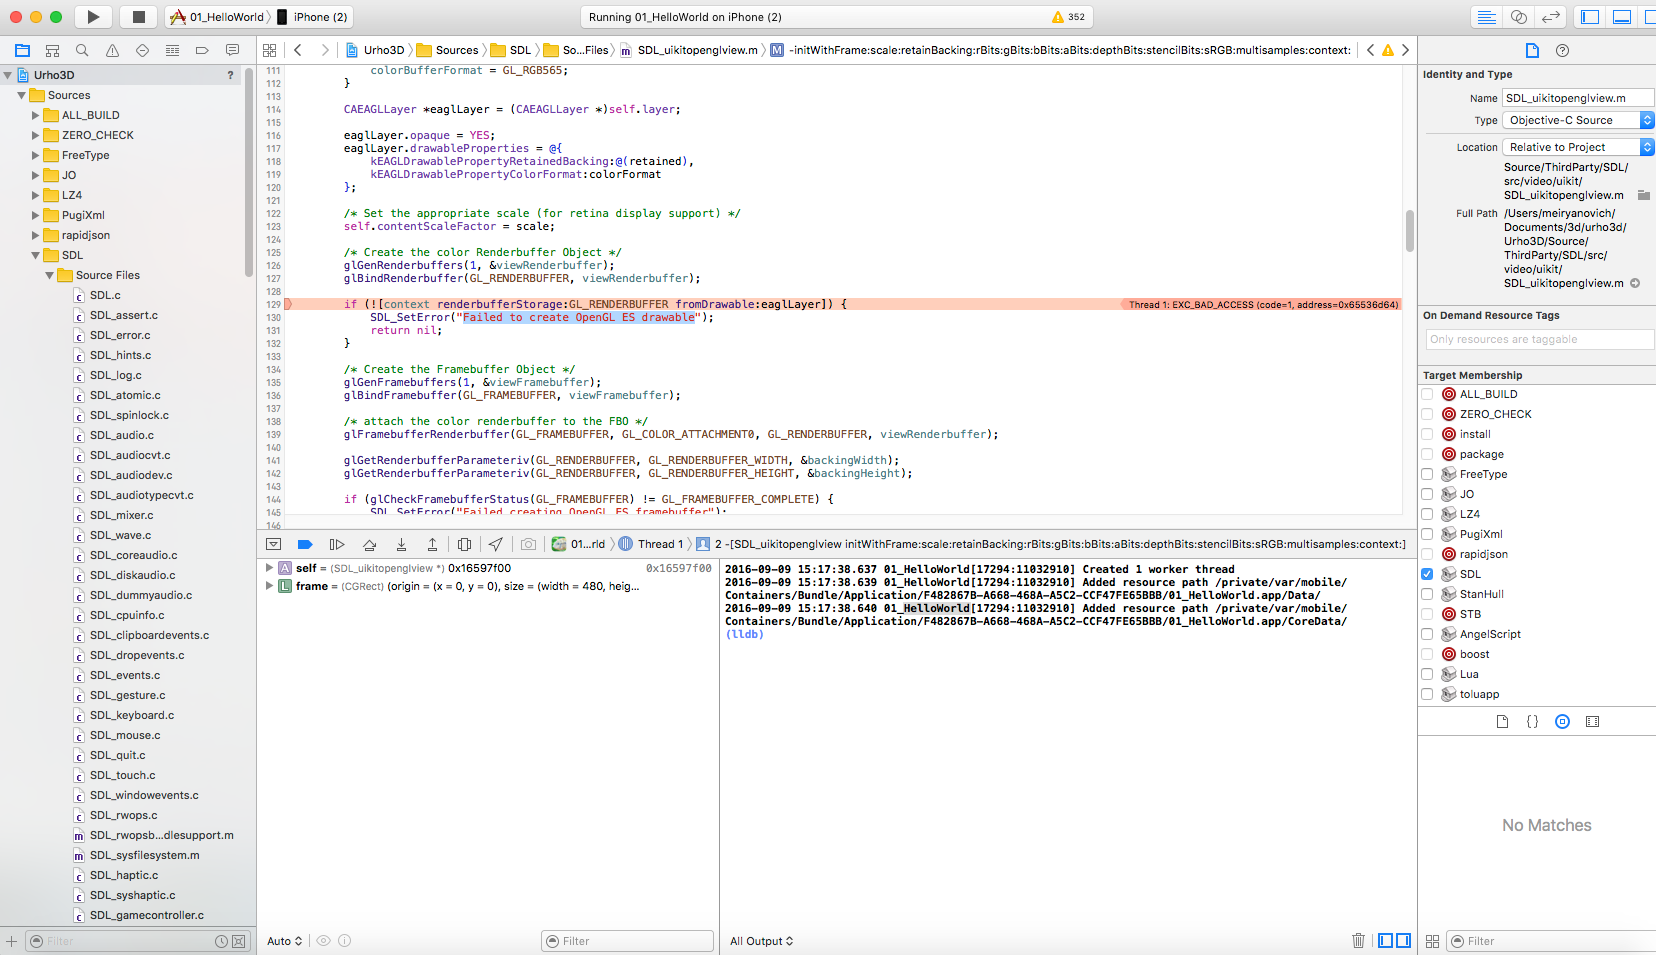 01_HelloWorld 〉 iPhone (2)
Running 01_HelloWorld on iPhone (2)
352
Urho3D 〉 Sources 〉 SDL 〉 So...Files 〉 SDL_uikitopenglview.m 〉 M -initWithFrame:scale:retainBacking:rBits:gBits:bBits:aBits:depthBits:stencilBits:sRGB:multisamples:context:
Urho3D ?
Sources
ALL_BUILD
ZERO_CHECK
FreeType
JO
LZ4
PugiXml
rapidjson
SDL
Source Files
SDL.c
SDL_assert.c
SDL_error.c
SDL_hints.c
SDL_log.c
SDL_atomic.c
SDL_spinlock.c
SDL_audio.c
SDL_audiocvt.c
SDL_audiodev.c
SDL_audiotypecvt.c
SDL_mixer.c
SDL_wave.c
SDL_coreaudio.c
SDL_diskaudio.c
SDL_dummyaudio.c
SDL_cpuinfo.c
SDL_clipboardevents.c
SDL_dropevents.c
SDL_events.c
SDL_gesture.c
SDL_keyboard.c
SDL_mouse.c
SDL_quit.c
SDL_touch.c
SDL_windowevents.c
SDL_rwops.c
SDL_rwopsb...dlesupport.m
SDL_sysfilesystem.m
SDL_haptic.c
SDL_syshaptic.c
SDL_gamecontroller.c
Filter
111 colorBufferFormat = GL_RGB565;
112 }
113
114 CAEAGLLayer *eaglLayer = (CAEAGLLayer *)self.layer;
115
116 eaglLayer.opaque = YES;
117 eaglLayer.drawableProperties = @{
118 kEAGLDrawablePropertyRetainedBacking:@(retained),
119 kEAGLDrawablePropertyColorFormat:colorFormat
120 };
121
122 /* Set the appropriate scale (for retina display support) */
123 self.contentScaleFactor = scale;
124
125 /* Create the color Renderbuffer Object */
126 glGenRenderbuffers(1, &viewRenderbuffer);
127 glBindRenderbuffer(GL_RENDERBUFFER, viewRenderbuffer);
128
129 if (![context renderbufferStorage:GL_RENDERBUFFER fromDrawable:eaglLayer]) { Thread 1: EXC_BAD_ACCESS (code=1, address=0x65536d64)
130 SDL_SetError("Failed to create OpenGL ES drawable");
131 return nil;
132 }
133
134 /* Create the Framebuffer Object */
135 glGenFramebuffers(1, &viewFramebuffer);
136 glBindFramebuffer(GL_FRAMEBUFFER, viewFramebuffer);
137
138 /* attach the color renderbuffer to the FBO */
139 glFramebufferRenderbuffer(GL_FRAMEBUFFER, GL_COLOR_ATTACHMENT0, GL_RENDERBUFFER, viewRenderbuffer);
140
141 glGetRenderbufferParameteriv(GL_RENDERBUFFER, GL_RENDERBUFFER_WIDTH, &backingWidth);
142 glGetRenderbufferParameteriv(GL_RENDERBUFFER, GL_RENDERBUFFER_HEIGHT, &backingHeight);
143
144 if (glCheckFramebufferStatus(GL_FRAMEBUFFER) != GL_FRAMEBUFFER_COMPLETE) {
145 SDL_SetError("Failed creating OpenGL ES framebuffer");
146
01...rld 〉 Thread 1 〉 2 -[SDL_uikitopenglview initWithFrame:scale:retainBacking:rBits:gBits:bBits:aBits:depthBits:stencilBits:sRGB:multisamples:context:]
A self = (SDL_uikitopenglview *) 0x16597f00 0x16597f00
L frame = (CGRect) (origin = (x = 0, y = 0), size = (width = 480, heig...
Auto
Filter
2016-09-09 15:17:38.637 01_HelloWorld[17294:11032910] Created 1 worker thread
2016-09-09 15:17:38.639 01_HelloWorld[17294:11032910] Added resource path /private/var/mobile/
Containers/Bundle/Application/F482867B-A668-468A-A5C2-CCF47FE65BBB/01_HelloWorld.app/Data/
2016-09-09 15:17:38.640 01_HelloWorld[17294:11032910] Added resource path /private/var/mobile/
Containers/Bundle/Application/F482867B-A668-468A-A5C2-CCF47FE65BBB/01_HelloWorld.app/CoreData/
(lldb)
All Output
Identity and Type
Name SDL_uikitopenglview.m
Type Objective-C Source
Location Relative to Project
Source/ThirdParty/SDL/
src/video/uikit/
SDL_uikitopenglview.m
Full Path /Users/meiryanovich/
Documents/3d/urho3d/
Urho3D/Source/
ThirdParty/SDL/src/
video/uikit/
SDL_uikitopenglview.m
On Demand Resource Tags
Only resources are taggable
Target Membership
ALL_BUILD
ZERO_CHECK
install
package
FreeType
JO
LZ4
PugiXml
rapidjson
SDL
StanHull
STB
AngelScript
boost
Lua
toluapp
{ }
No Matches
Filter